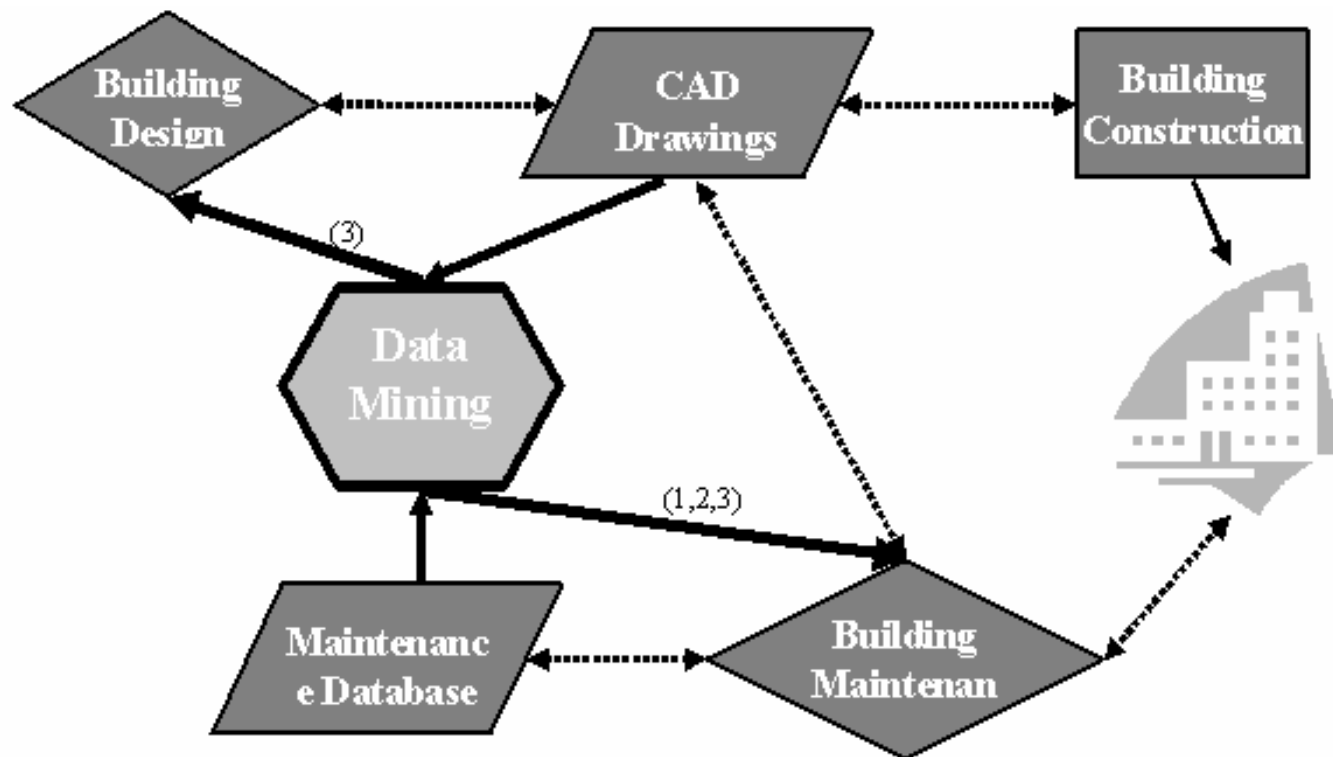 Building
Design
CAD
Drawings
Building
Construction
(3)
Data
Mining
(1,2,3)
Maintenanc
e Database
Building
Maintenan